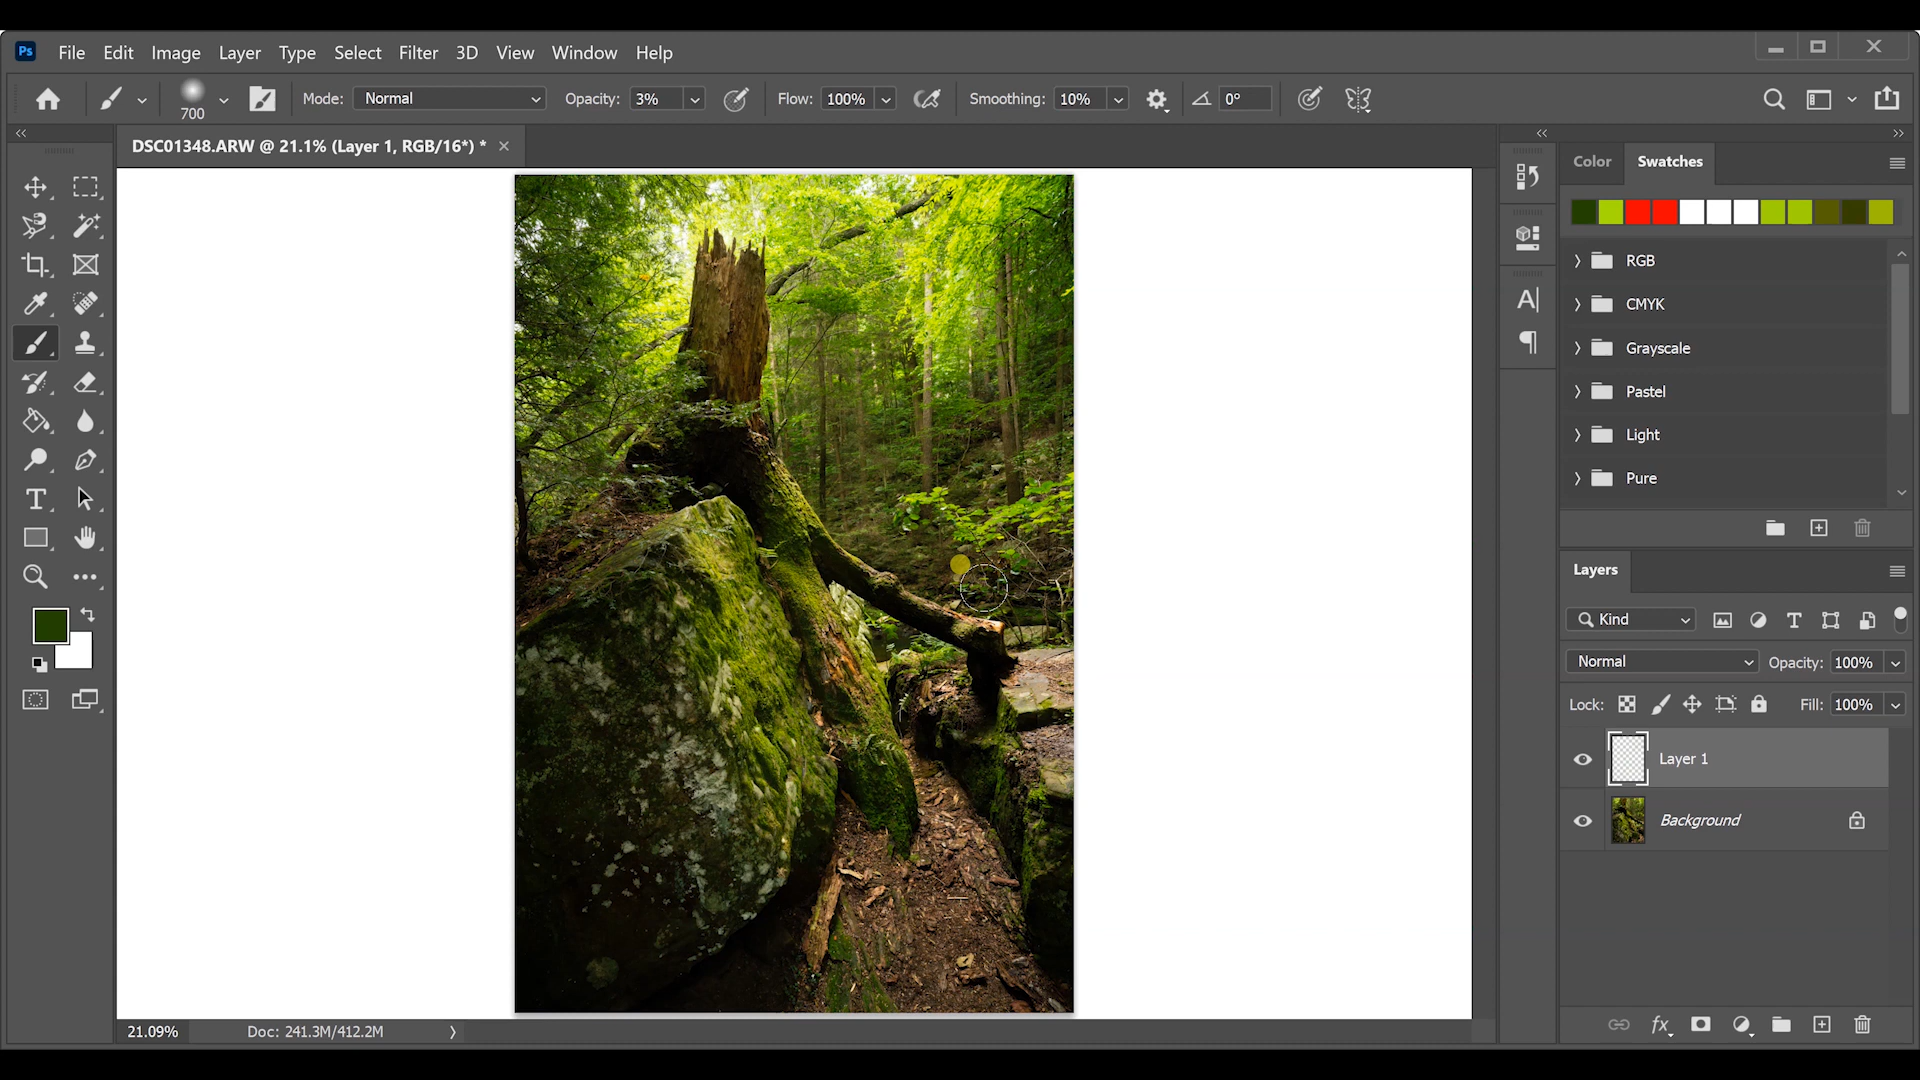 Ps File Edit Image Layer Type Select Filter 3D View Window Help
700 Mode: Normal Opacity: 3% Flow: 100% Smoothing: 10% 0°
DSC01348.ARW @ 21.1% (Layer 1, RGB/16*) *
Color Swatches
RGB
CMYK
Grayscale
Pastel
Light
Pure
Layers
Kind
Normal Opacity: 100%
Lock: Fill: 100%
Layer 1
Background
fx
21.09% Doc: 241.3M/412.2M